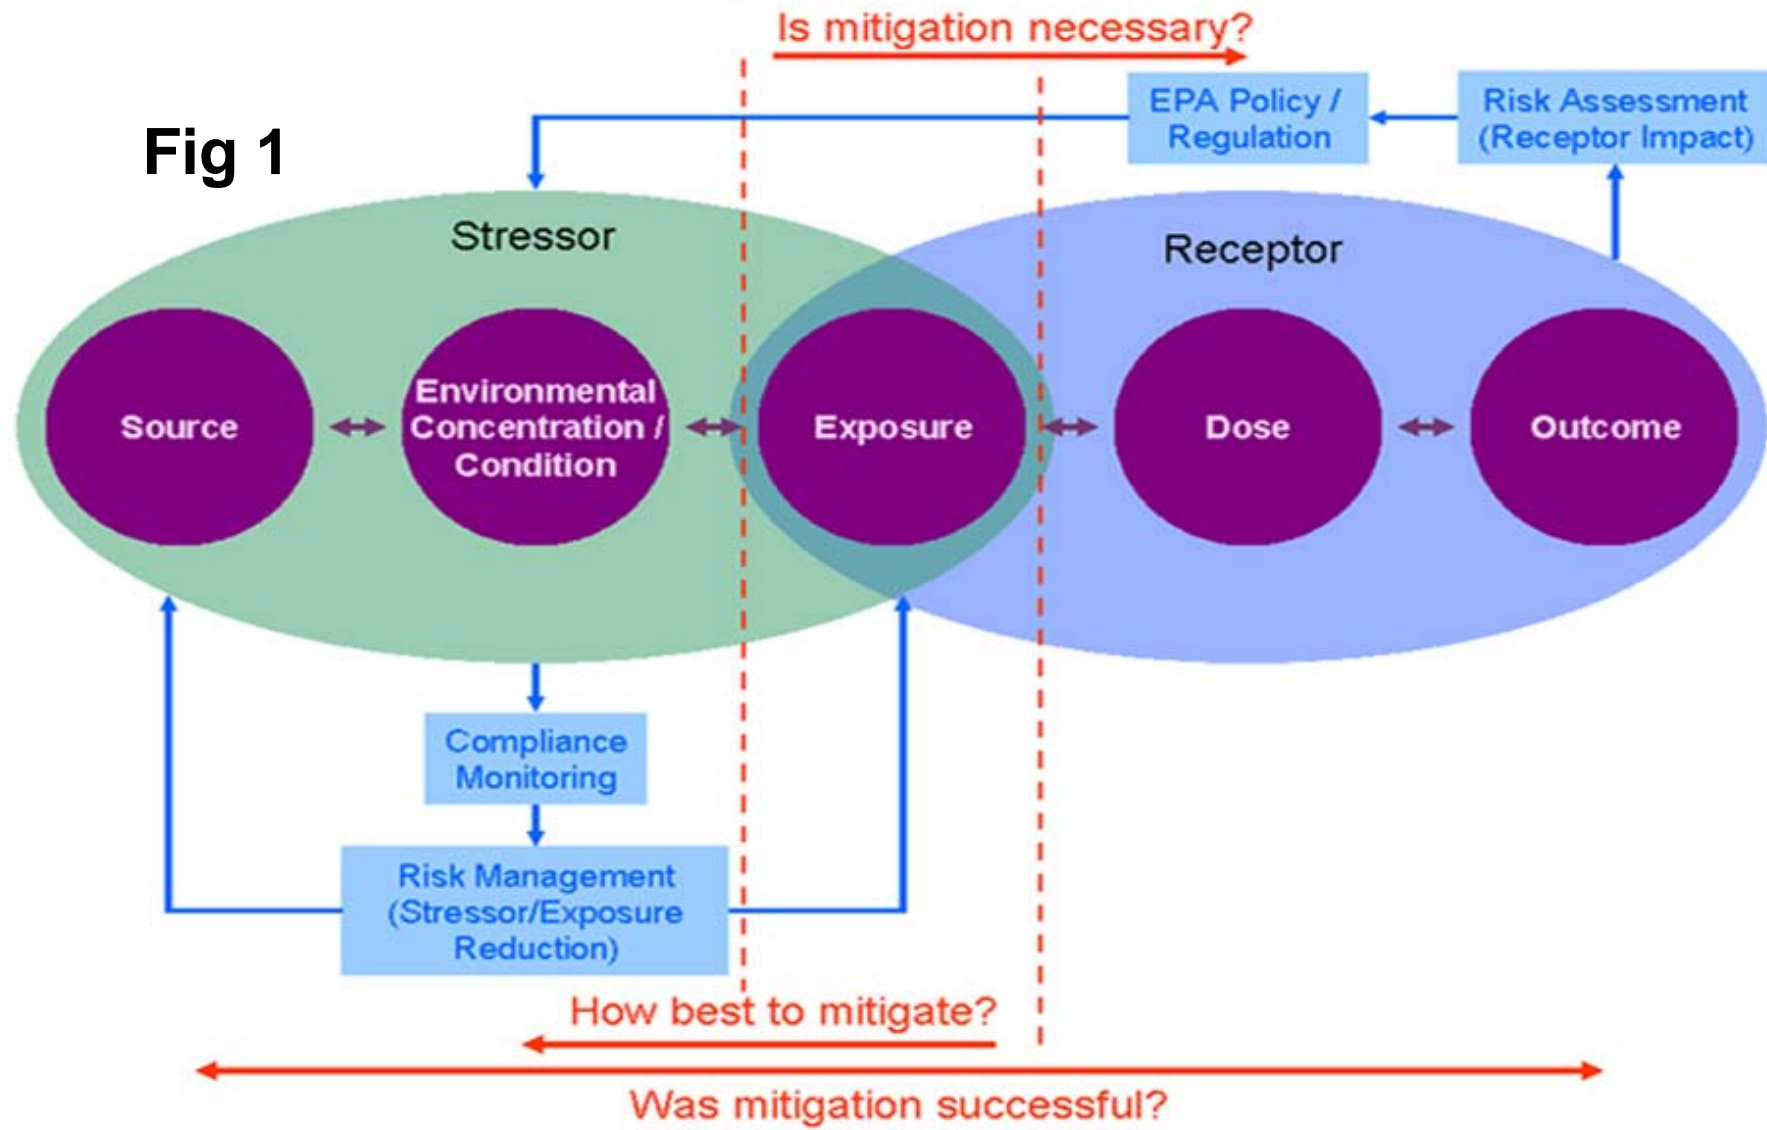 Is mitigation necessary?
Fig 1
EPA Policy /
Regulation
Risk Assessment
(Receptor Impact)
Stressor
Receptor
Source
Environmental
Concentration /
Condition
Exposure
Dose
Outcome
Compliance
Monitoring
Risk Management
(Stressor/Exposure
Reduction)
How best to mitigate?
Was mitigation successful?